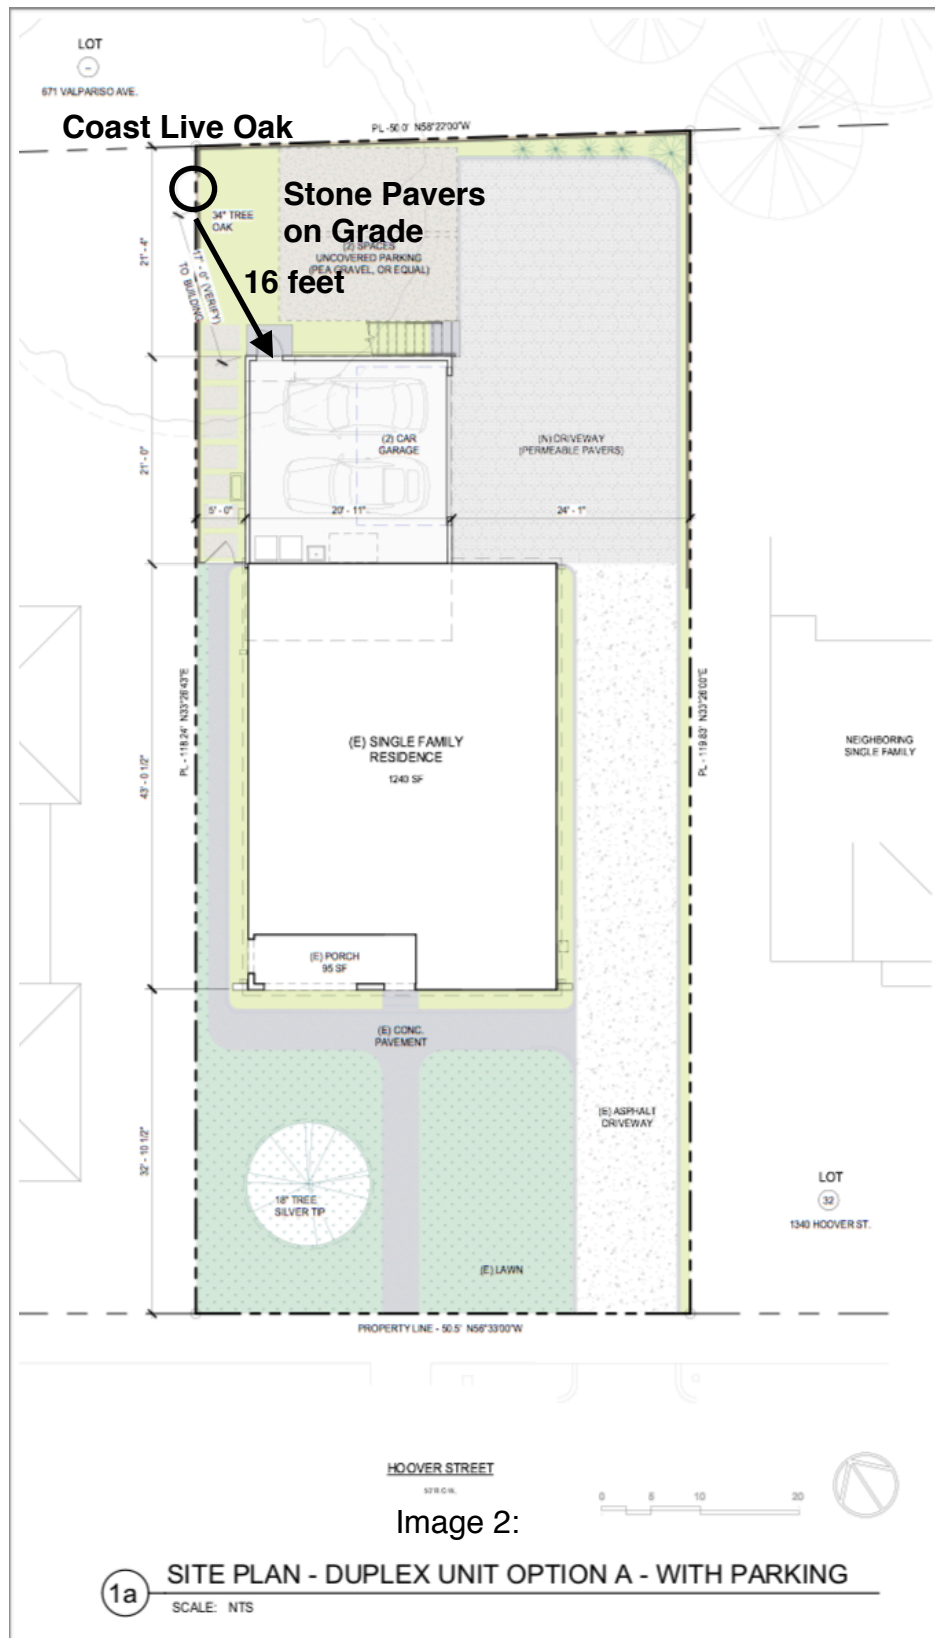 LOT
-
671 VALPARISO AVE.
Coast Live Oak
PL -50.0' N58°22'00"W
Stone Pavers
on Grade
34" TREE
OAK
(2) SPACES
UNCOVERED PARKING
(PEA GRAVEL, OR EQUAL)
16 feet
17' - 0" (VERIFY)
TO BUILDING
21' - 4"
(2) CAR
GARAGE
(N) DRIVEWAY
(PERMEABLE PAVERS)
21' - 0"
5' - 0"
20' - 11"
24' - 1"
PL - 118.24' N33°26'43"E
PL - 119.83' N33°26'00"E
(E) SINGLE FAMILY
RESIDENCE
1240 SF
NEIGHBORING
SINGLE FAMILY
43' - 0 1/2"
(E) PORCH
95 SF
(E) CONC.
PAVEMENT
(E) ASPHALT
DRIVEWAY
32' - 10 1/2"
LOT
32
1340 HOOVER ST.
18" TREE
SILVER TIP
(E) LAWN
PROPERTY LINE - 50.5' N56°33'00"W
HOOVER STREET
0 5 10 20
Image 2:
1a
SITE PLAN - DUPLEX UNIT OPTION A - WITH PARKING
SCALE: NTS